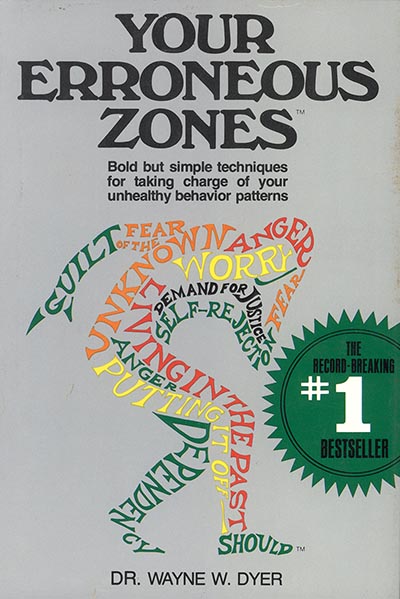 YOUR
ERRONEOUS
ZONES™
Bold but simple techniques
for taking charge of your
unhealthy behavior patterns
GUILT
FEAR
OF THE
UNKNOWN
ANGER
WORRY
FEAR
DEMAND FOR JUSTICE
SELF-REJECTION
LIVING IN THE PAST
ANGER
PUTTING IT OFF
DEPENDENCY
SHOULD™
THE
RECORD-BREAKING
#1
BESTSELLER
DR. WAYNE W. DYER